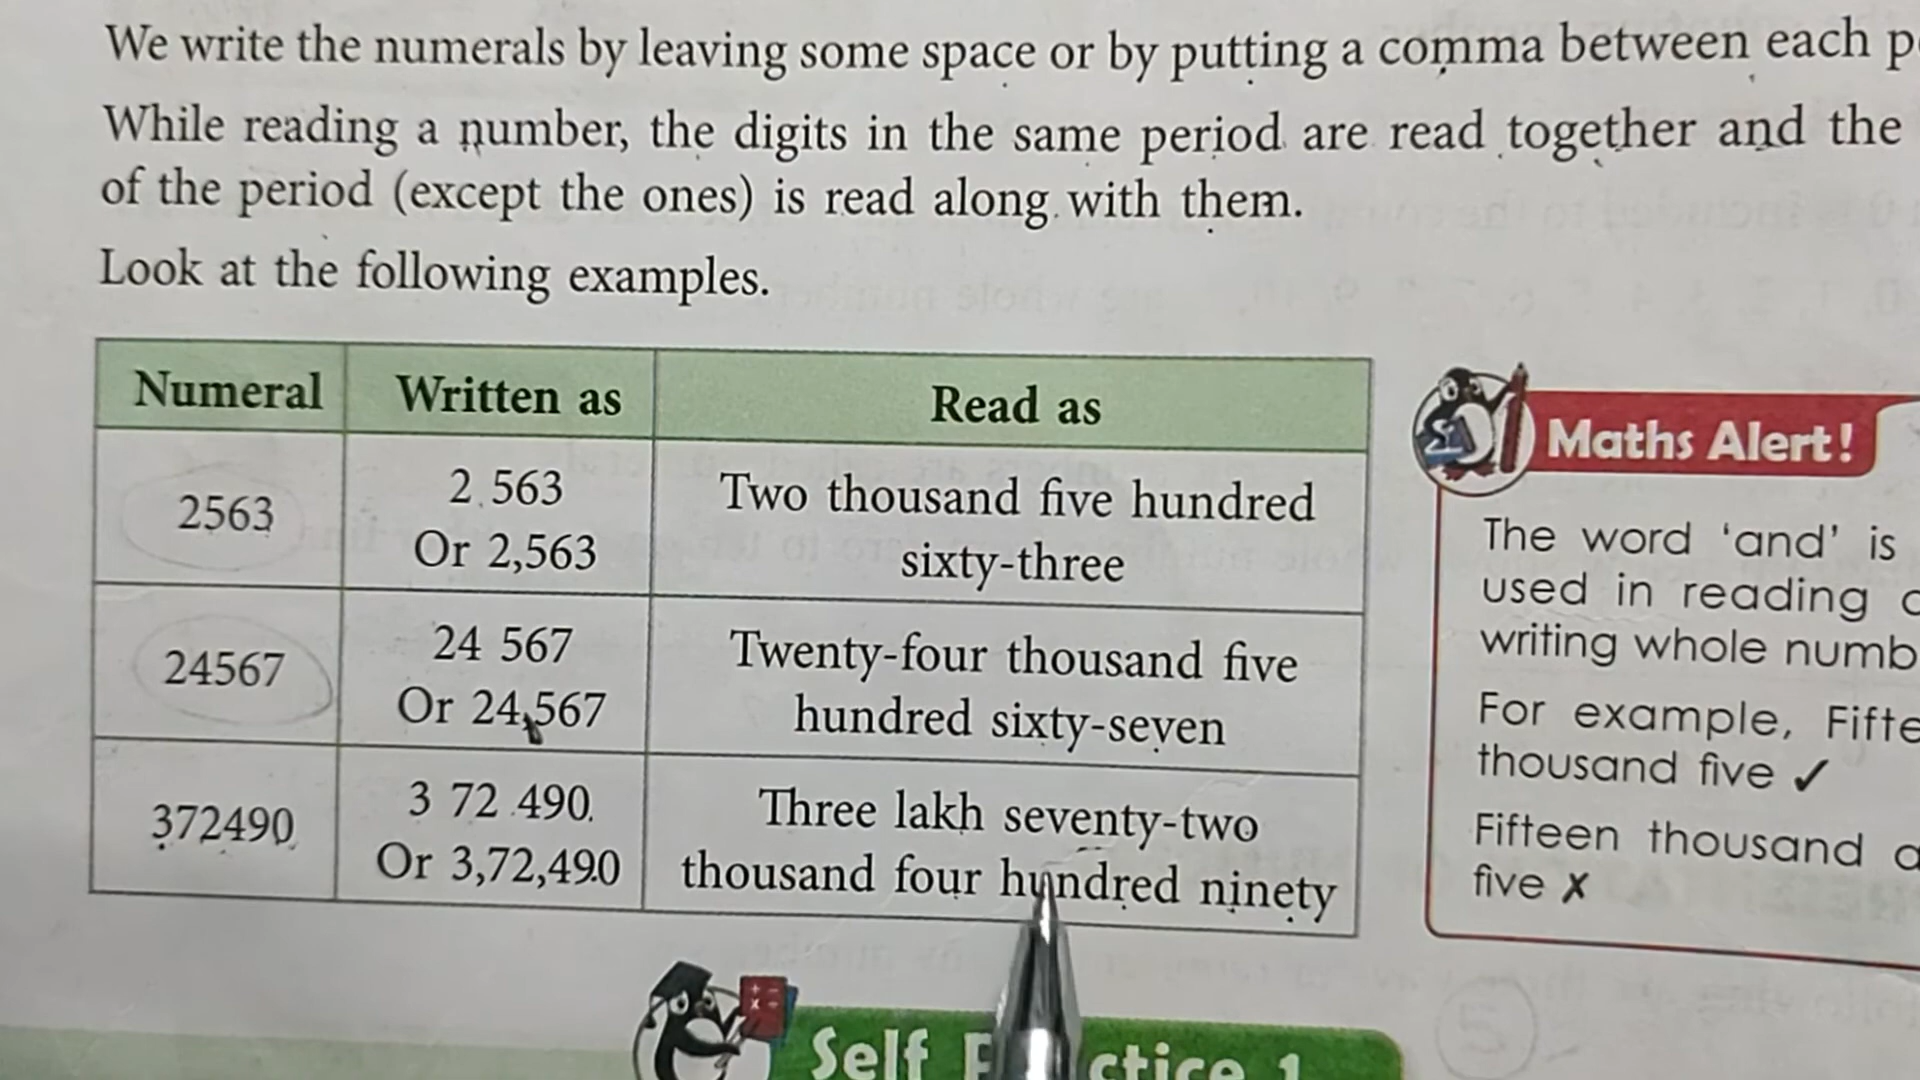 We write the numerals by leaving some space or by putting a comma between each
While reading a number, the digits in the same period are read together and the
of the period (except the ones) is read along with them.
Look at the following examples.
Numeral Written as Read as
2563
2 563
Or 2,563
Two thousand five hundred
sixty-three
24567
24 567
Or 24,567
Twenty-four thousand five
hundred sixty-seven
372490
3 72 490
Or 3,72,490
Three lakh seventy-two
thousand four hundred ninety
Maths Alert!
The word ‘and’ is
used in reading
writing whole
For example,
thousand five ✓
Fifteen thousand
five ✗
Self
1